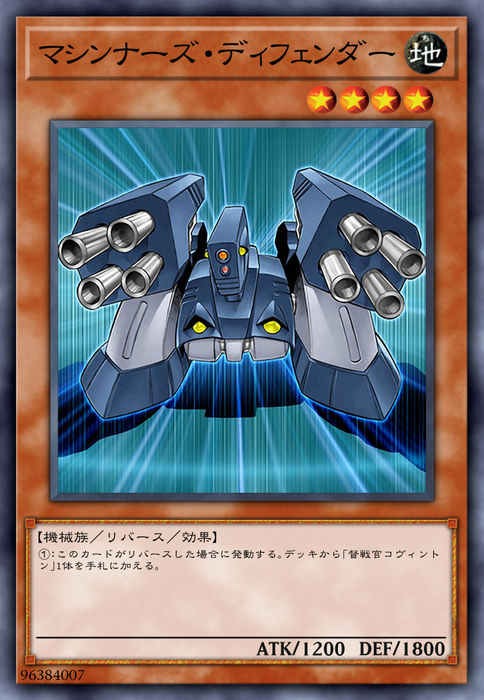 マシンナーズ・ディフェンダー
地
ち
【機械族／リバース／効果】
①:このカードがリバースした場合に発動する。デッキから「督戦官コヴィント
ン」1体を手札に加える。
ATK/1200 DEF/1800
96384007